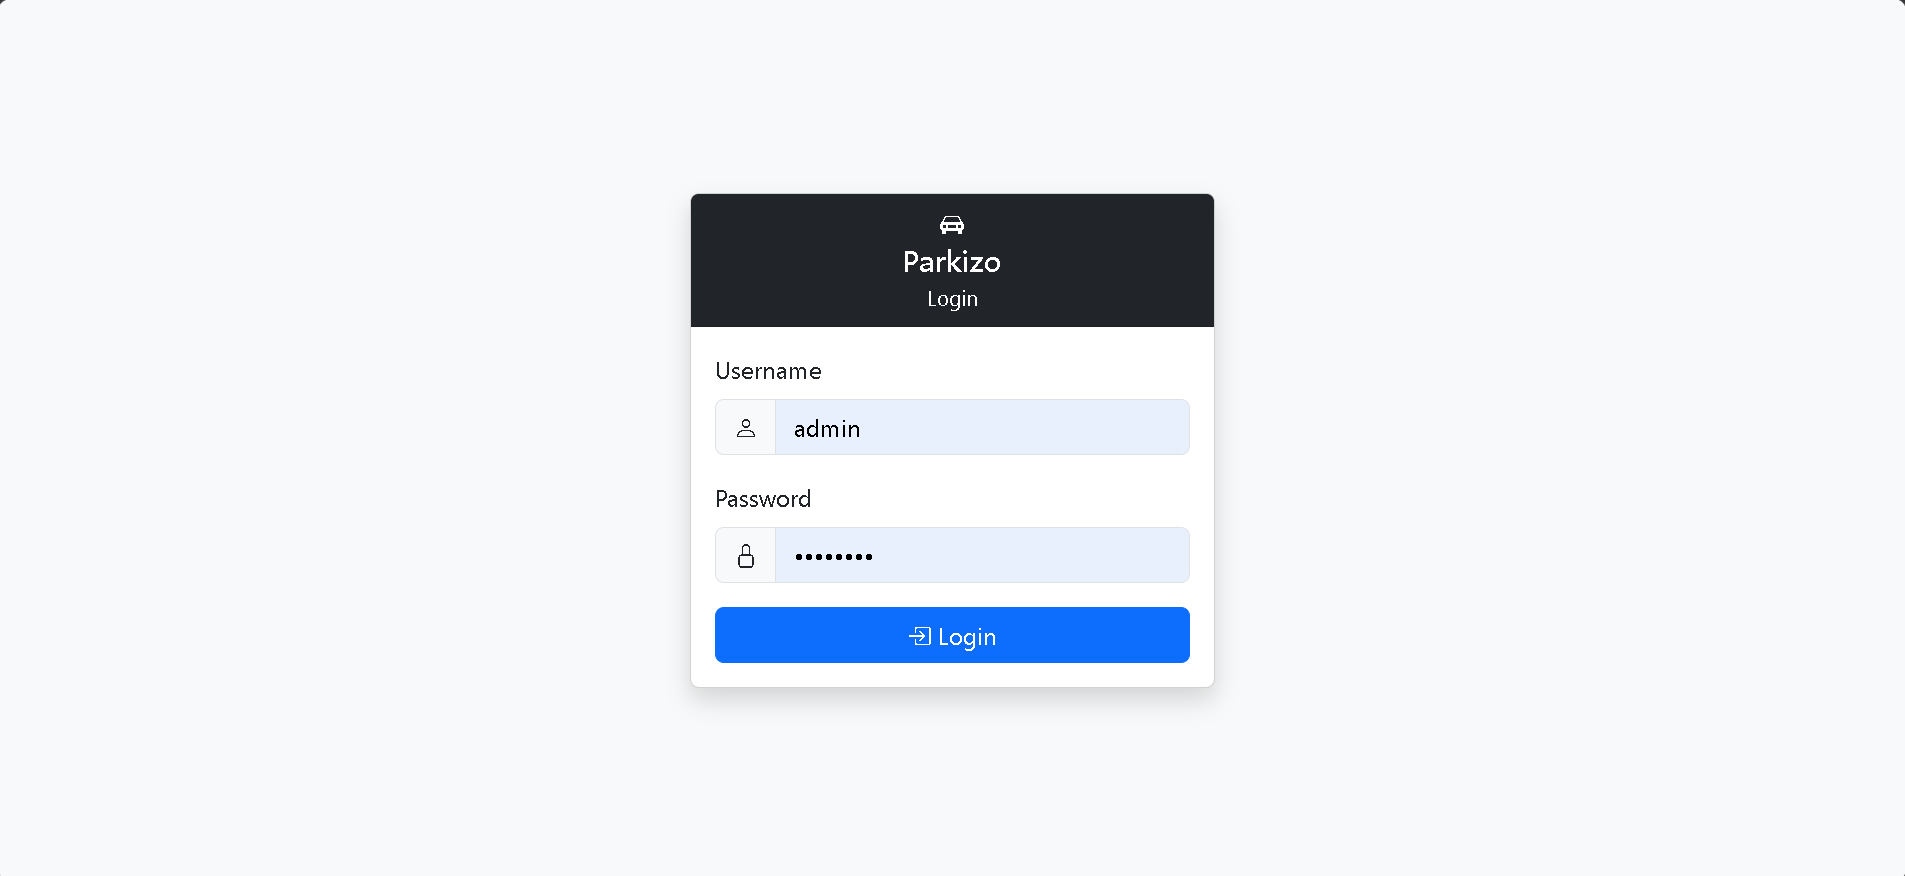 Parkizo
Login
Username
admin
Password
••••••••
Login